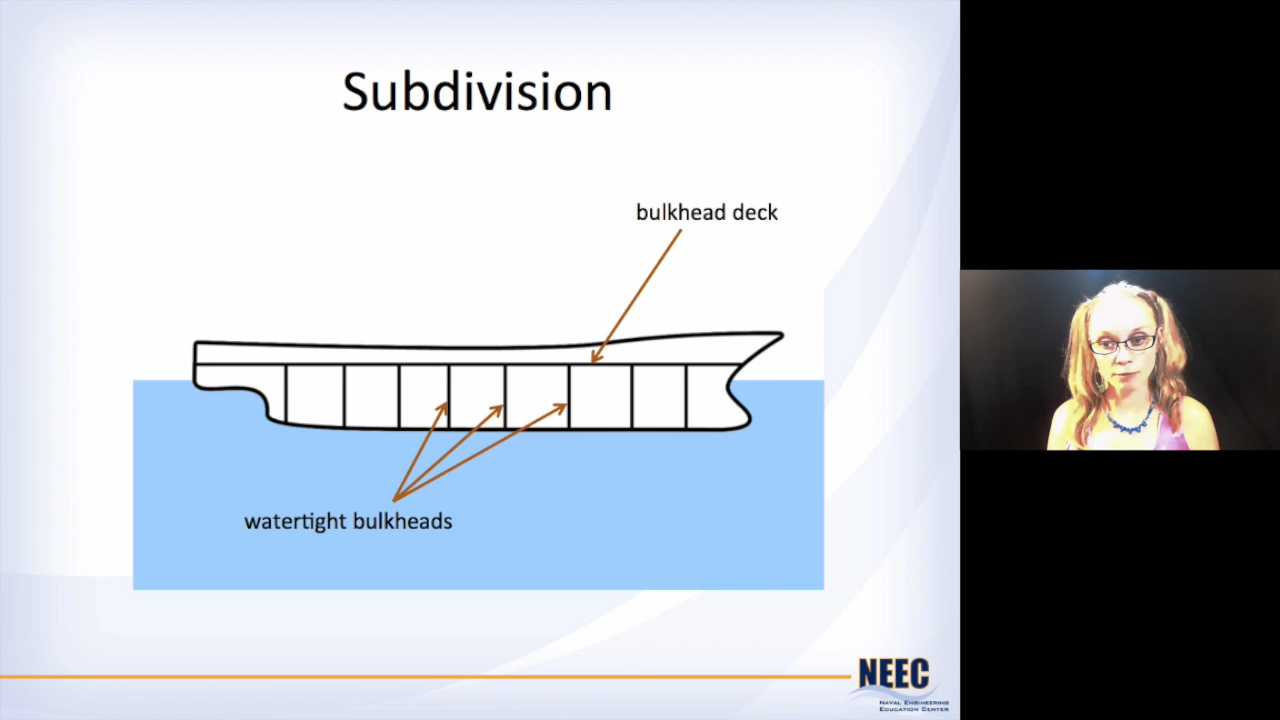 Subdivision
bulkhead deck
watertight bulkheads
NEEC
NAVAL ENGINEERING
EDUCATION CENTER